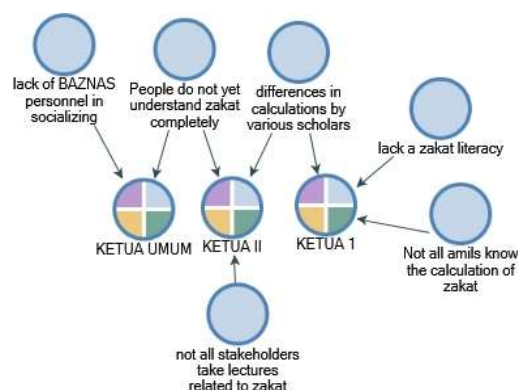 lack of BAZNAS
personnel in
socializing
People do not yet
understand zakat
completely
differences in
calculations by
various scholars
lack a zakat literacy
KETUA UMUM
KETUA II
KETUA 1
Not all amils know
the calculation of
zakat
not all stakeholders
take lectures
related to zakat